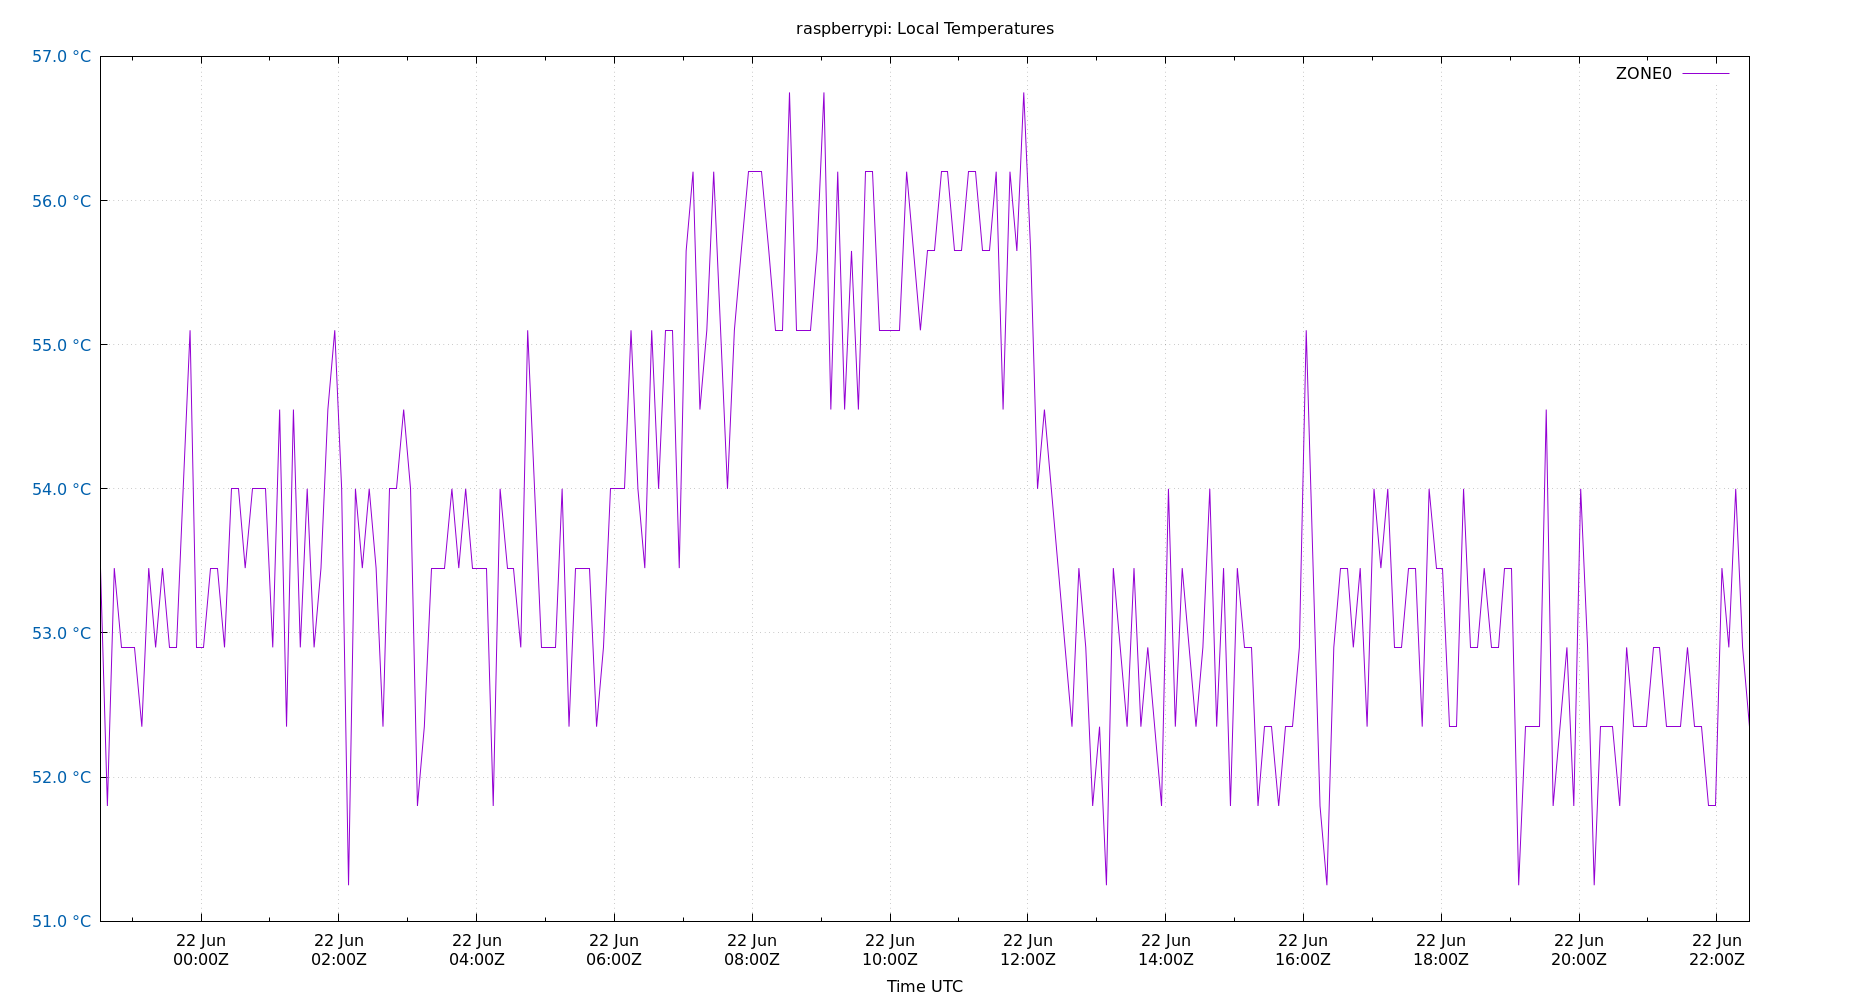 raspberrypi: Local Temperatures
ZONE0
57.0 °C
56.0 °C
55.0 °C
54.0 °C
53.0 °C
52.0 °C
51.0 °C
22 Jun 22 Jun 22 Jun 22 Jun 22 Jun 22 Jun 22 Jun 22 Jun 22 Jun 22 Jun 22 Jun 22 Jun
00:00Z 02:00Z 04:00Z 06:00Z 08:00Z 10:00Z 12:00Z 14:00Z 16:00Z 18:00Z 20:00Z 22:00Z
Time UTC